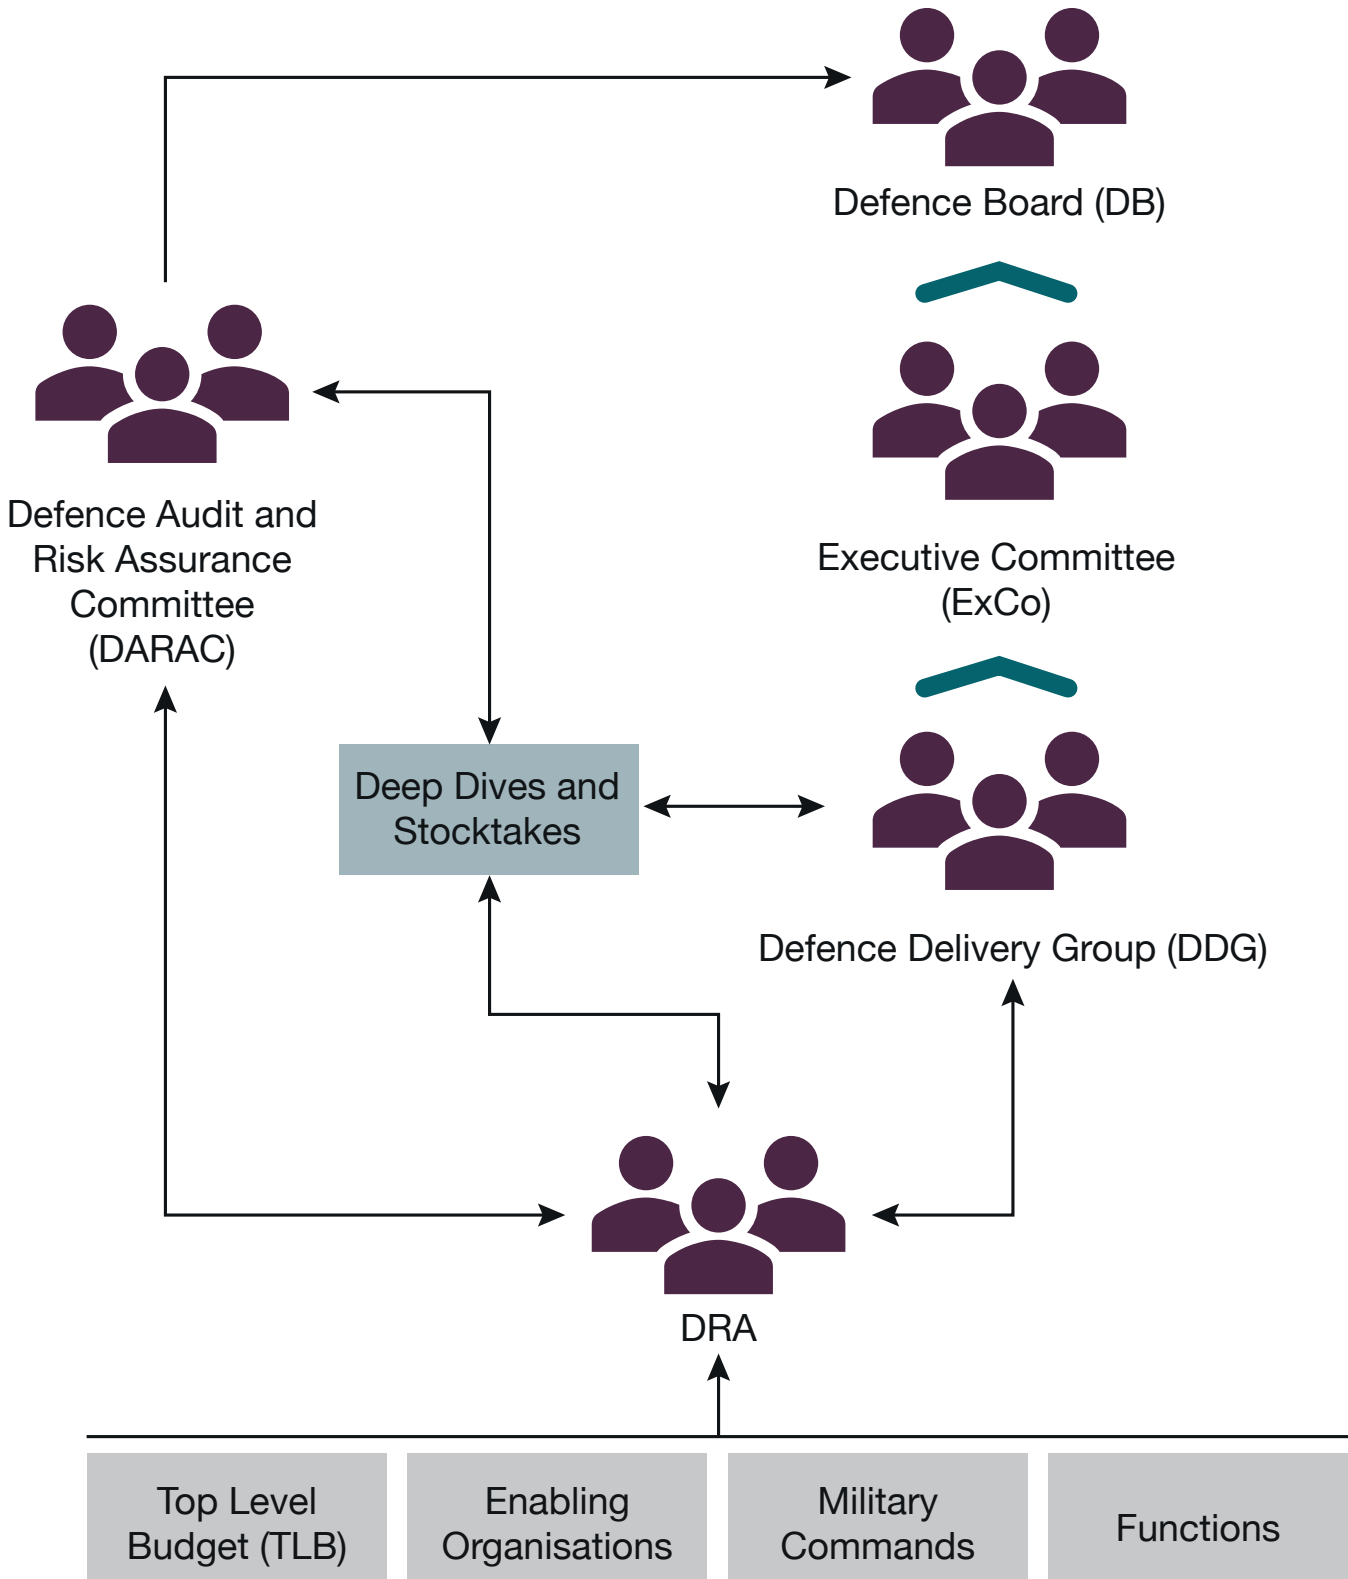 Defence Board (DB)
Defence Audit and
Risk Assurance
Committee
(DARAC)
Executive Committee
(ExCo)
Deep Dives and
Stocktakes
Defence Delivery Group (DDG)
DRA
Top Level
Budget (TLB)
Enabling
Organisations
Military
Commands
Functions